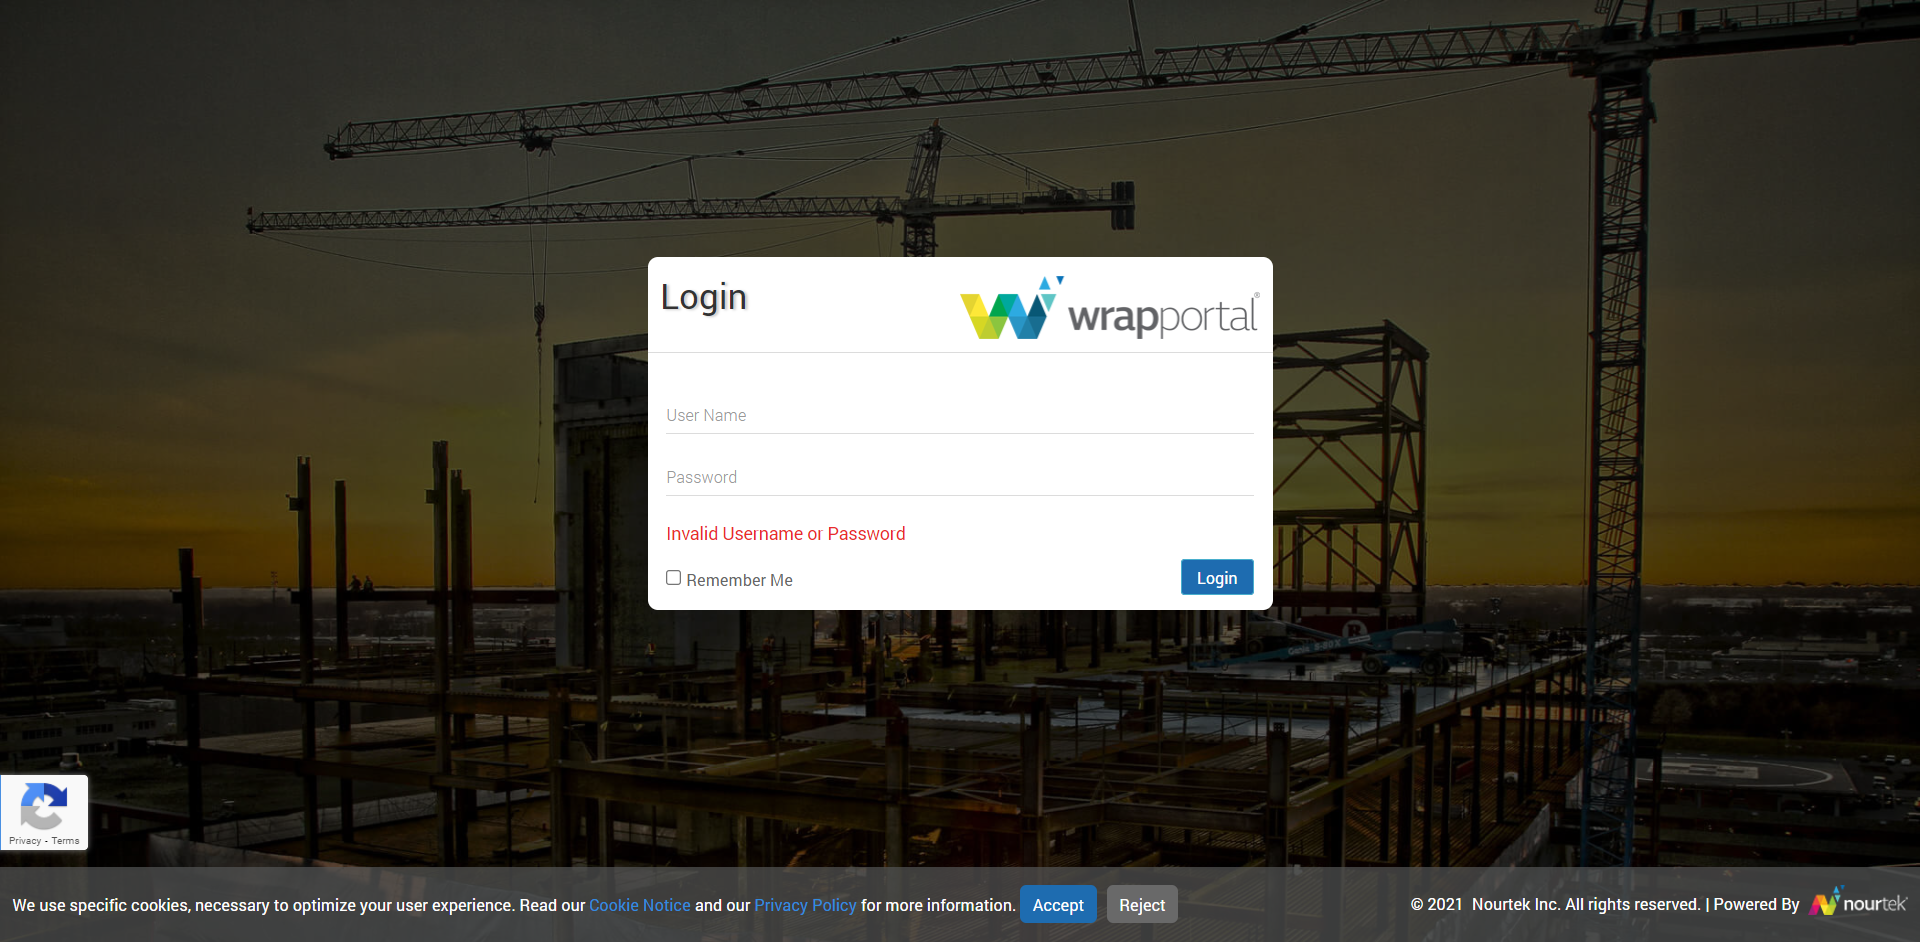 Login
wrapportal®
User Name
Password
Invalid Username or Password
Remember Me
Login
Genie S-80X
Privacy - Terms
We use specific cookies, necessary to optimize your user experience. Read our Cookie Notice and our Privacy Policy for more information. Accept Reject
© 2021 Nourtek Inc. All rights reserved. | Powered By nourtek